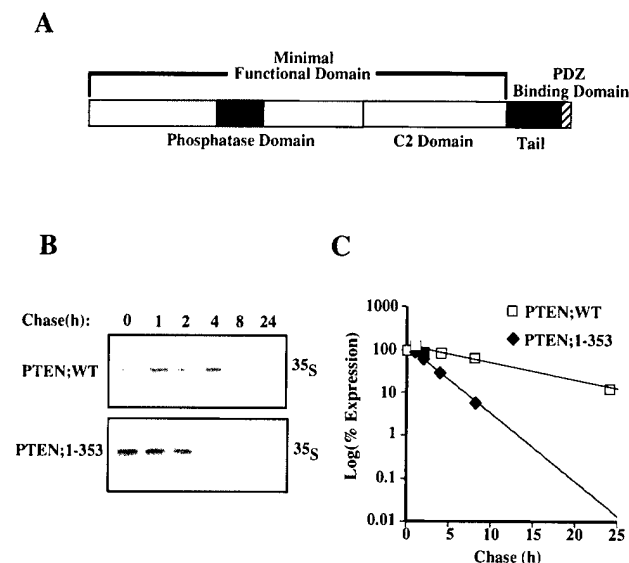 A
Minimal
Functional Domain
PDZ
Binding Domain
Phosphatase Domain
C2 Domain
Tail
B
Chase(h): 0 1 2 4 8 24
PTEN;WT
35S
PTEN;1-353
35S
C
Log(% Expression)
1000
100
10
1
0.1
0.01
PTEN;WT
PTEN;1-353
0 5 10 15 20 25
Chase (h)